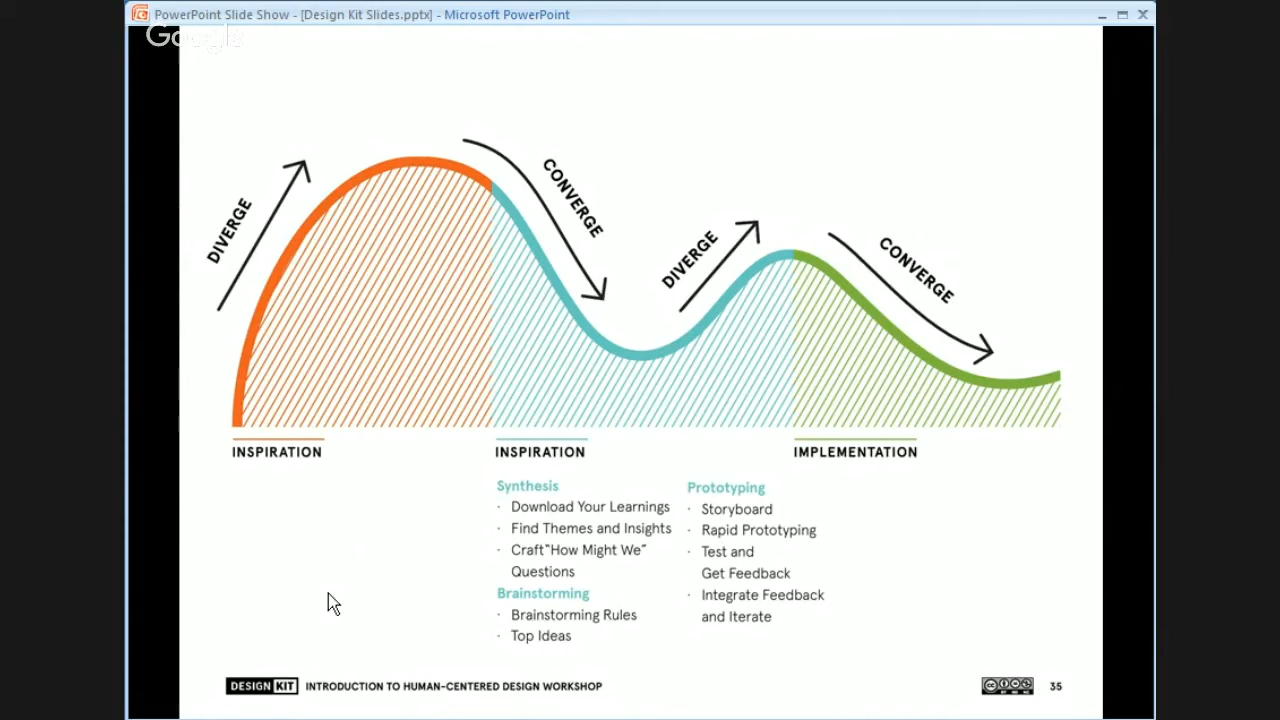 PowerPoint Slide Show - [Design Kit Slides.pptx] - Microsoft PowerPoint
Google
DIVERGE
CONVERGE
DIVERGE
CONVERGE
INSPIRATION
INSPIRATION
IMPLEMENTATION
Synthesis
· Download Your Learnings
· Find Themes and Insights
· Craft“How Might We”
Questions
Brainstorming
· Brainstorming Rules
· Top Ideas
Prototyping
· Storyboard
· Rapid Prototyping
· Test and
Get Feedback
· Integrate Feedback
and Iterate
DESIGN KIT INTRODUCTION TO HUMAN-CENTERED DESIGN WORKSHOP
35